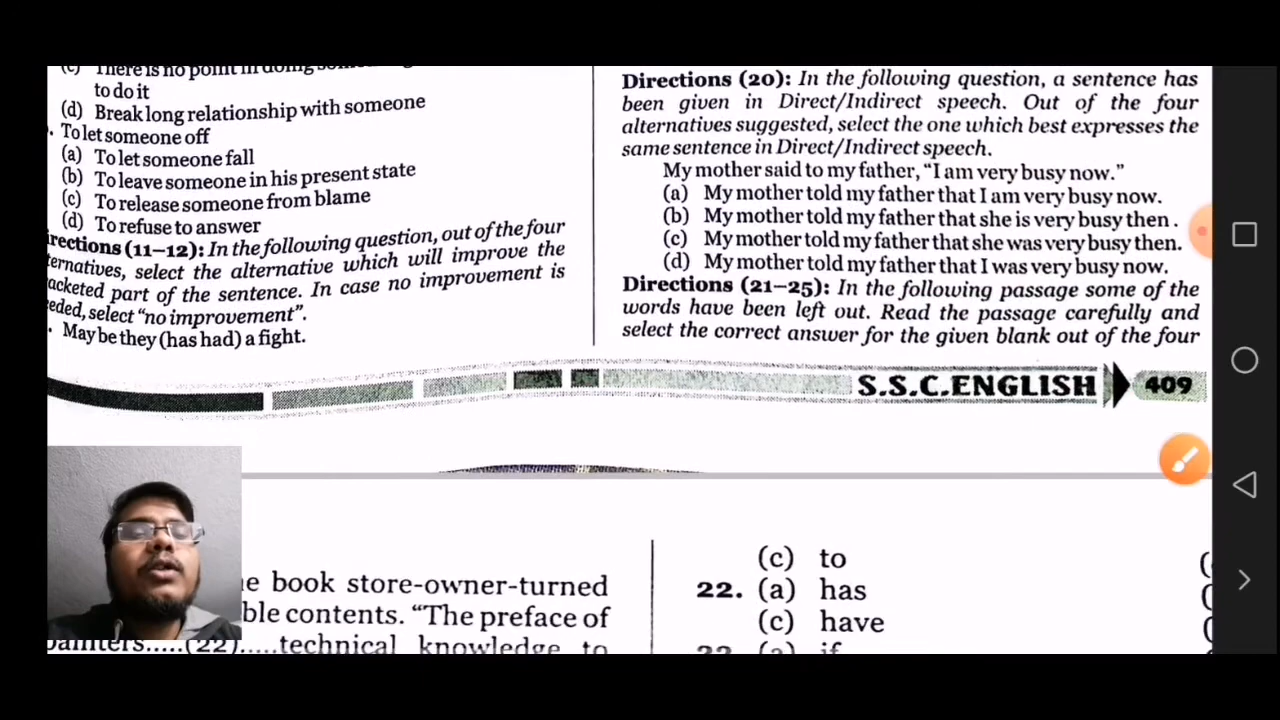 (c) There is no point in doing
to do it
(d) Break long relationship with someone
. To let someone off
(a) To let someone fall
(b) To leave someone in his present state
(c) To release someone from blame
(d) To refuse to answer
rections (11–12): In the following question, out of the four
ternatives, select the alternative which will improve the
acketed part of the sentence. In case no improvement is
eded, select “no improvement”.
. May be they (has had) a fight.
Directions (20): In the following question, a sentence has
been given in Direct/Indirect speech. Out of the four
alternatives suggested, select the one which best expresses the
same sentence in Direct/Indirect speech.
My mother said to my father, “I am very busy now.”
(a) My mother told my father that I am very busy now.
(b) My mother told my father that she is very busy then .
(c) My mother told my father that she was very busy then.
(d) My mother told my father that I was very busy now.
Directions (21–25): In the following passage some of the
words have been left out. Read the passage carefully and
select the correct answer for the given blank out of the four
S.S.C.ENGLISH 409
e book store-owner-turned
ble contents. “The preface of
painters.....(22).....technical knowledge to
(c) to
22. (a) has
(c) have
23. (a) if